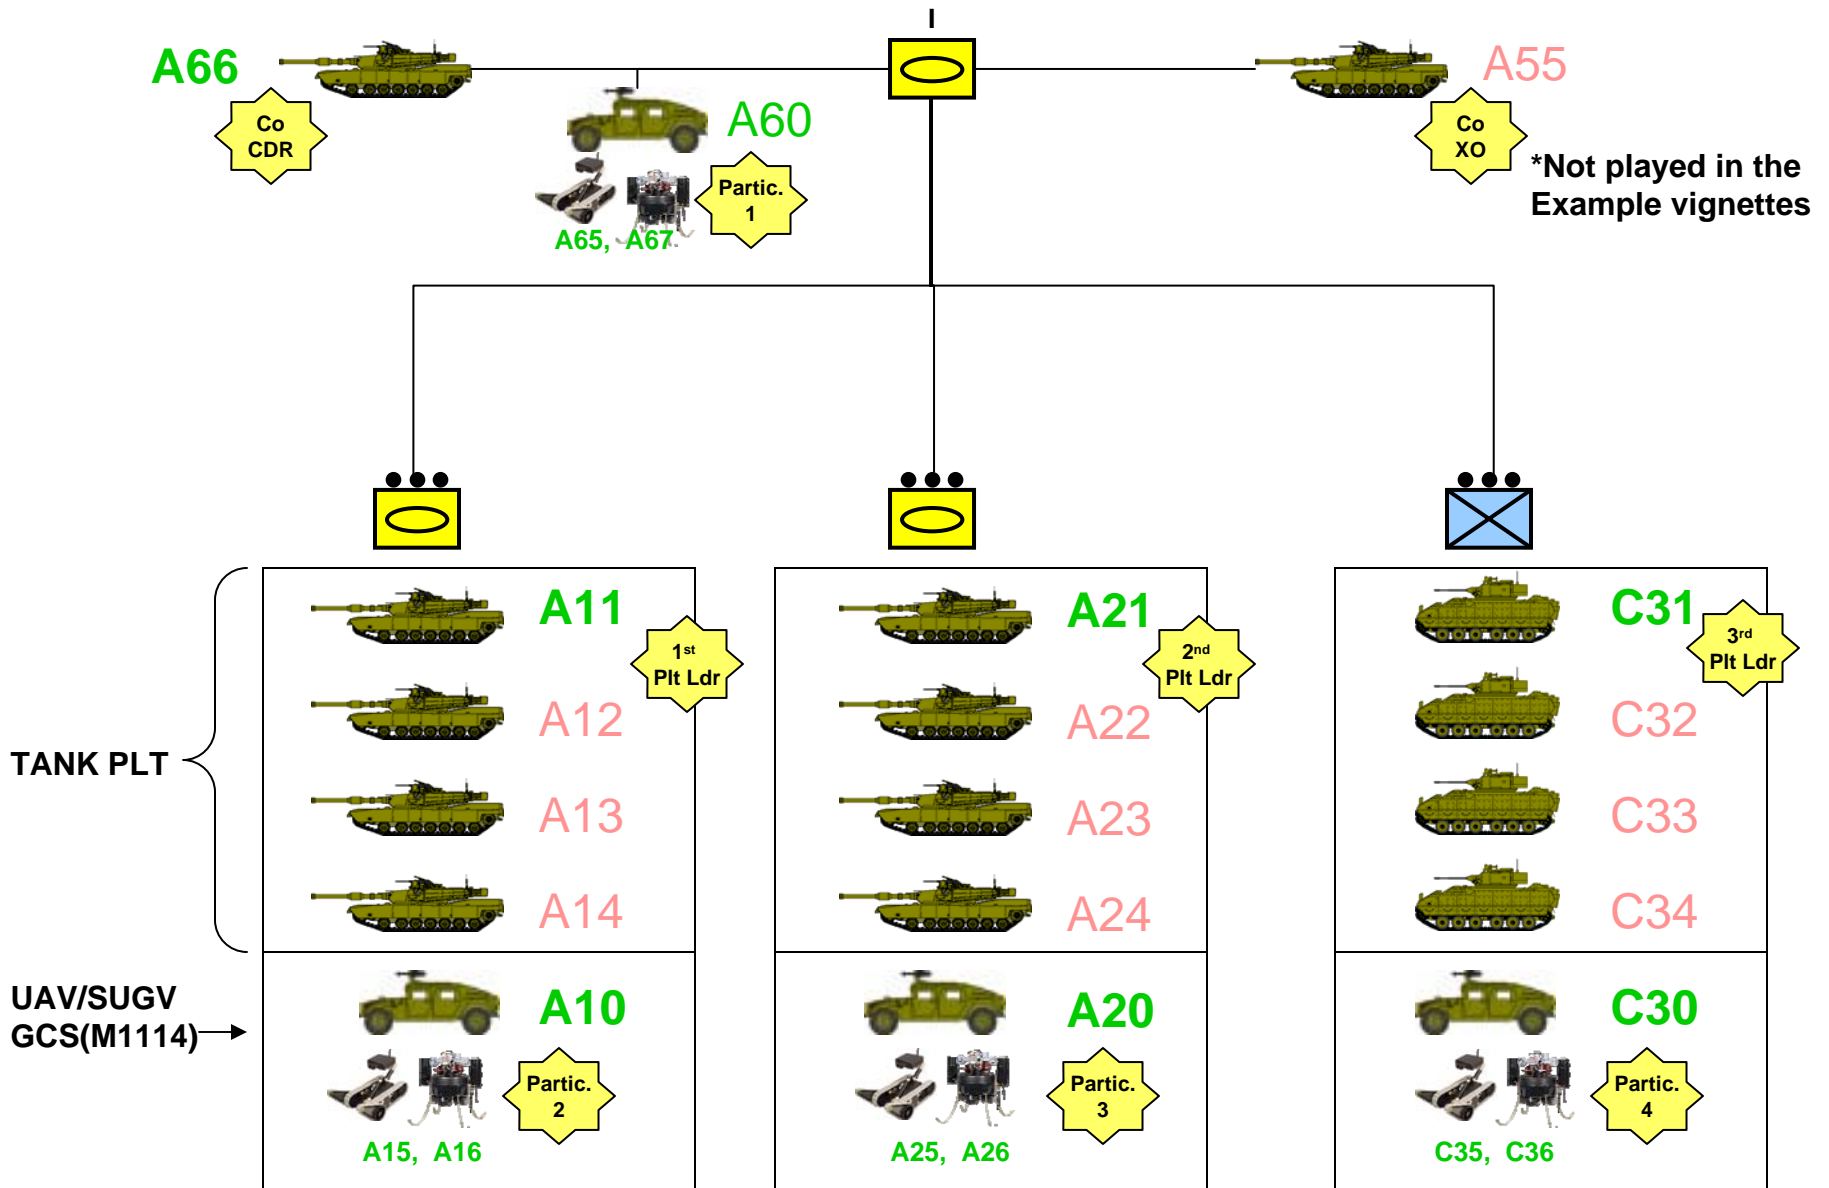 I
A66
A55
Co
CDR
A60
Co
XO
*Not played in the
Example vignettes
Partic.
1
A65, A67
TANK PLT
A11
1st
Plt Ldr
A12
A13
A14
A21
2nd
Plt Ldr
A22
A23
A24
C31
3rd
Plt Ldr
C32
C33
C34
UAV/SUGV
GCS(M1114)
A10
Partic.
2
A15, A16
A20
Partic.
3
A25, A26
C30
Partic.
4
C35, C36